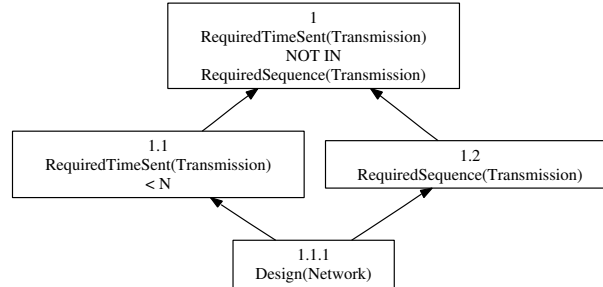 1
RequiredTimeSent(Transmission)
NOT IN
RequiredSequence(Transmission)
1.1
RequiredTimeSent(Transmission)
< N
1.2
RequiredSequence(Transmission)
1.1.1
Design(Network)